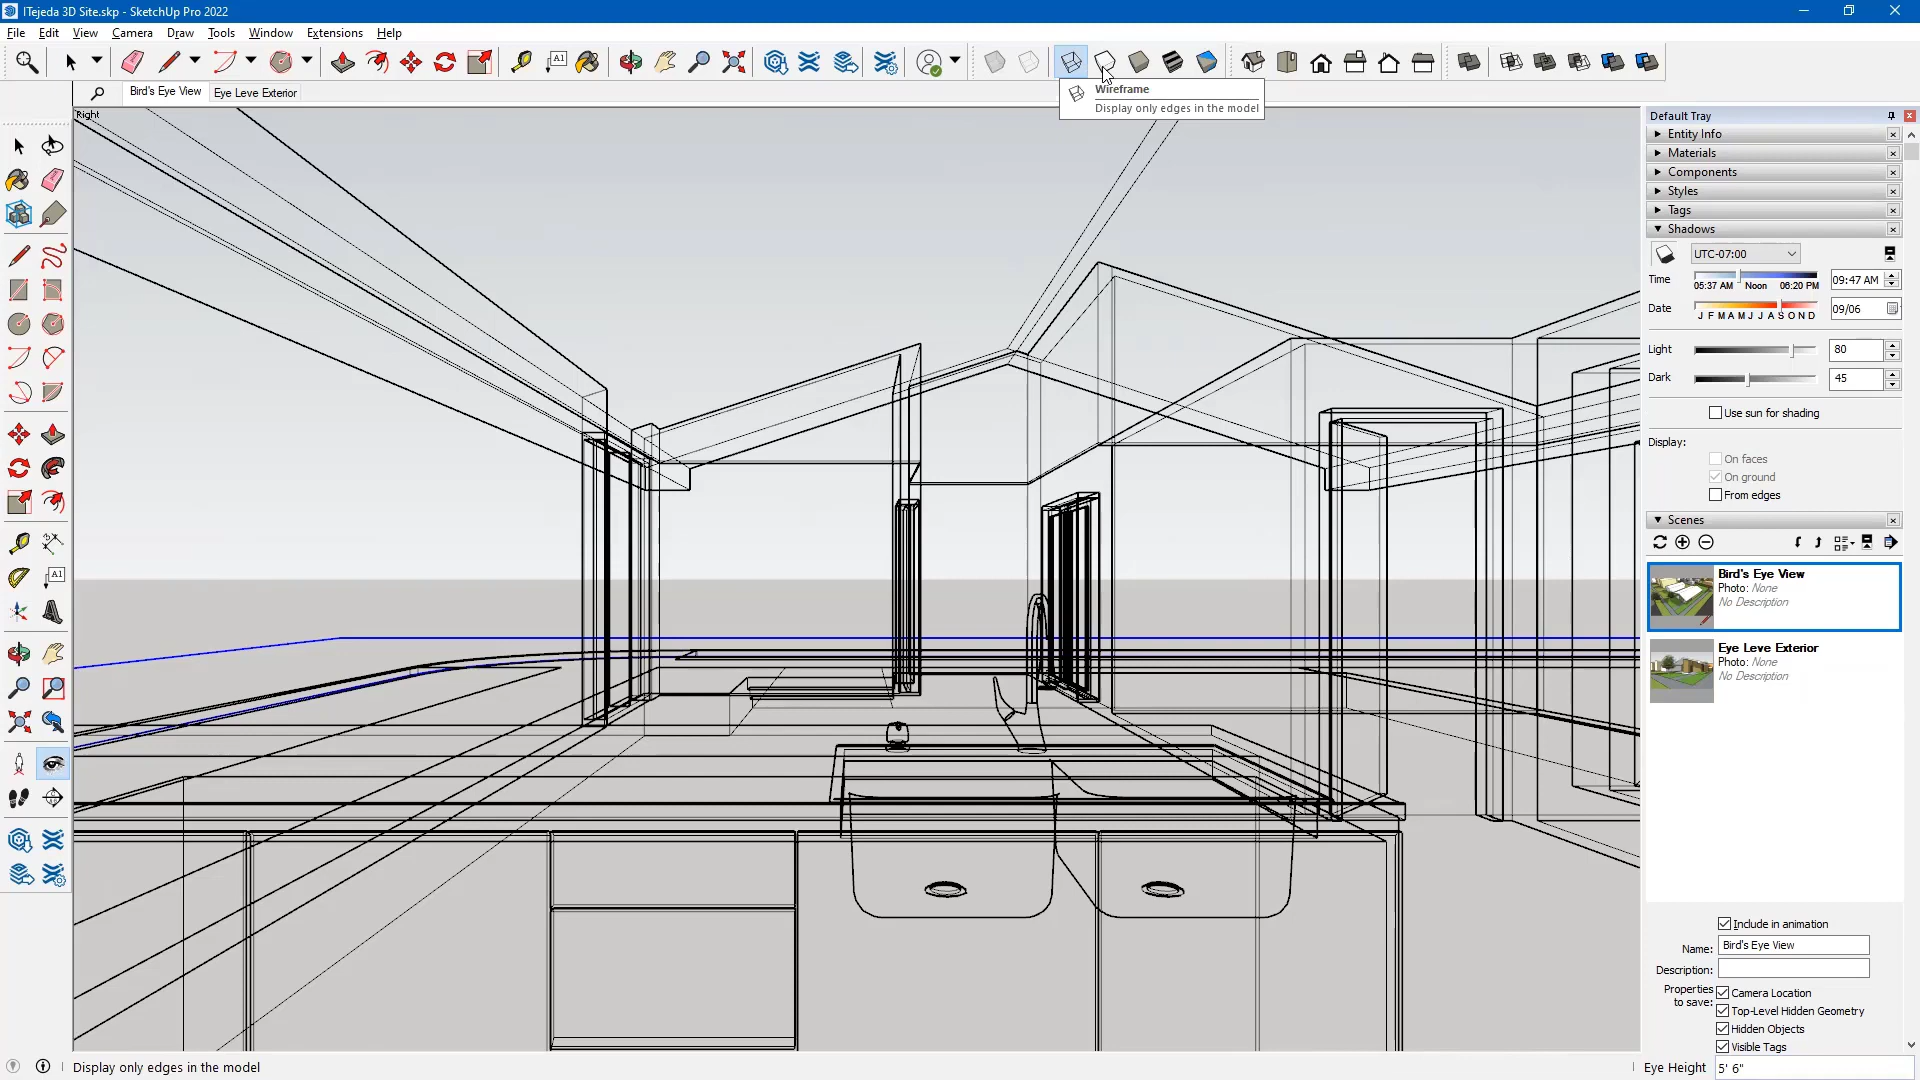 ITejeda 3D Site.skp - SketchUp Pro 2022
File Edit View Camera Draw Tools Window Extensions Help
A1
Bird's Eye View Eye Leve Exterior
Wireframe
Display only edges in the model
Right
Default Tray
Entity Info
Materials
Components
Styles
Tags
Shadows
UTC-07:00
Time 09:47 AM
05:37 AM Noon 06:20 PM
Date 09/06
J F M A M J J A S O N D
Light 80
Dark 45
Use sun for shading
Display:
On faces
On ground
From edges
Scenes
Bird's Eye View
Photo: None
No Description
Eye Leve Exterior
Photo: None
No Description
A1
Include in animation
Name: Bird's Eye View
Description:
Properties to save:
Camera Location
Top-Level Hidden Geometry
Hidden Objects
Visible Tags
Display only edges in the model
Eye Height 5' 6"